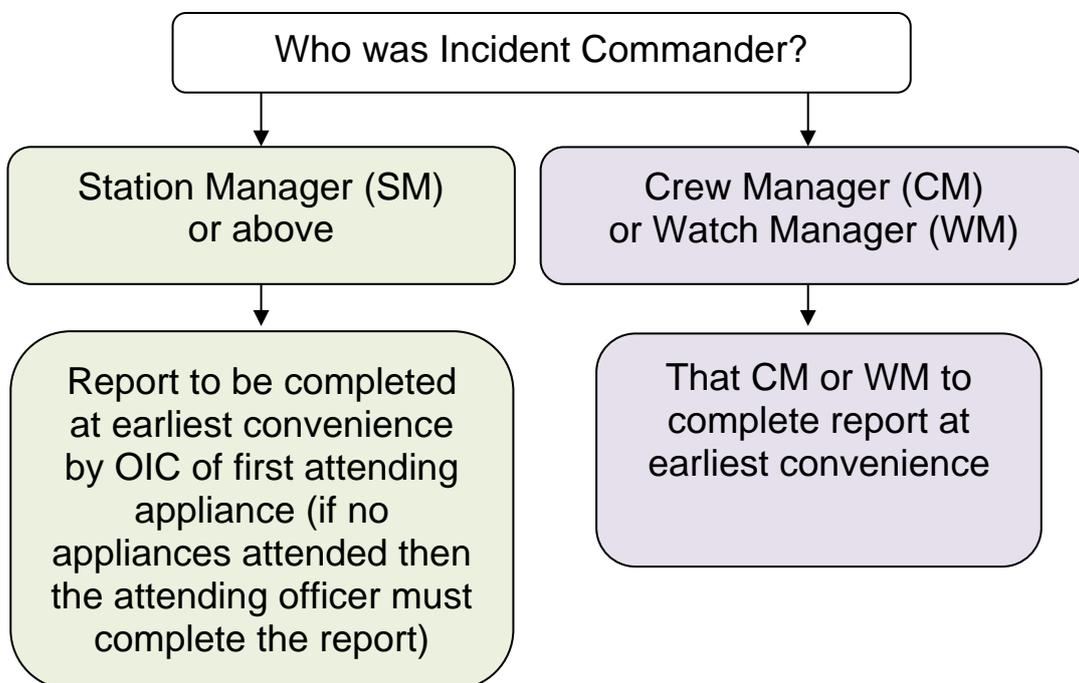 Who was Incident Commander?
Station Manager (SM)
or above
Crew Manager (CM)
or Watch Manager (WM)
Report to be completed
at earliest convenience
by OIC of first attending
appliance (if no
appliances attended then
the attending officer must
complete the report)
That CM or WM to
complete report at
earliest convenience